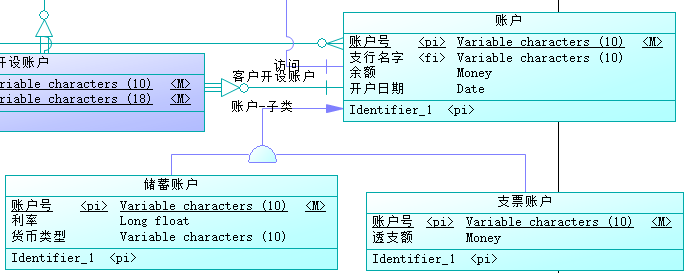 账户
账户号 <pi> Variable characters (10) <M>
支行名字 <fi> Variable characters (10)
余额 Money
开户日期 Date
Identifier_1 <pi>
访问
开设账户
riable characters (10) <M>
riable characters (18) <M>
客户开设账户
账户-子类
储蓄账户
账户号 <pi> Variable characters (10) <M>
利率 Long float
货币类型 Variable characters (10)
Identifier_1 <pi>
支票账户
账户号 <pi> Variable characters (10) <M>
透支额 Money
Identifier_1 <pi>